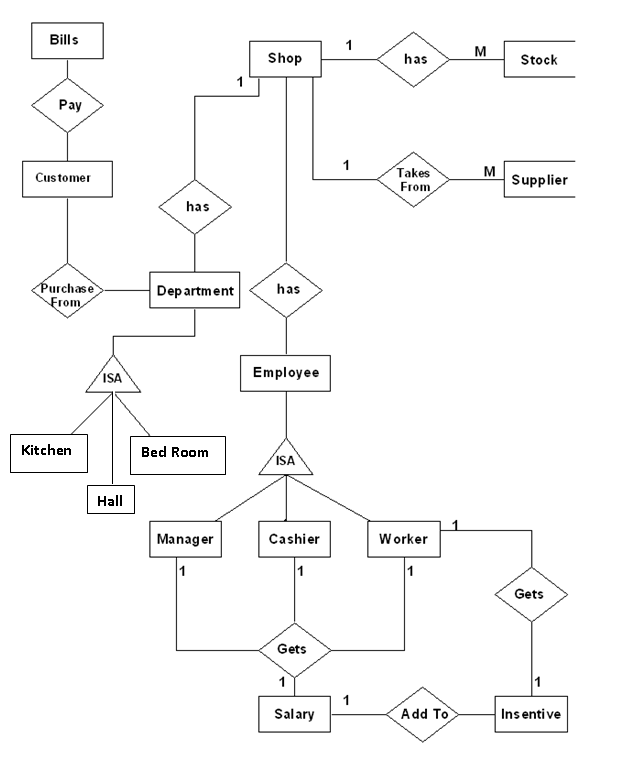 Bills
Shop
1
has
M
Stock
1
Pay
Customer
1
Takes
From
M
Supplier
has
Purchase
From
Department
has
ISA
Employee
Kitchen
Bed Room
Hall
ISA
Manager
Cashier
Worker
1
1
1
1
Gets
Gets
1
1
Salary
1
Add To
Insentive